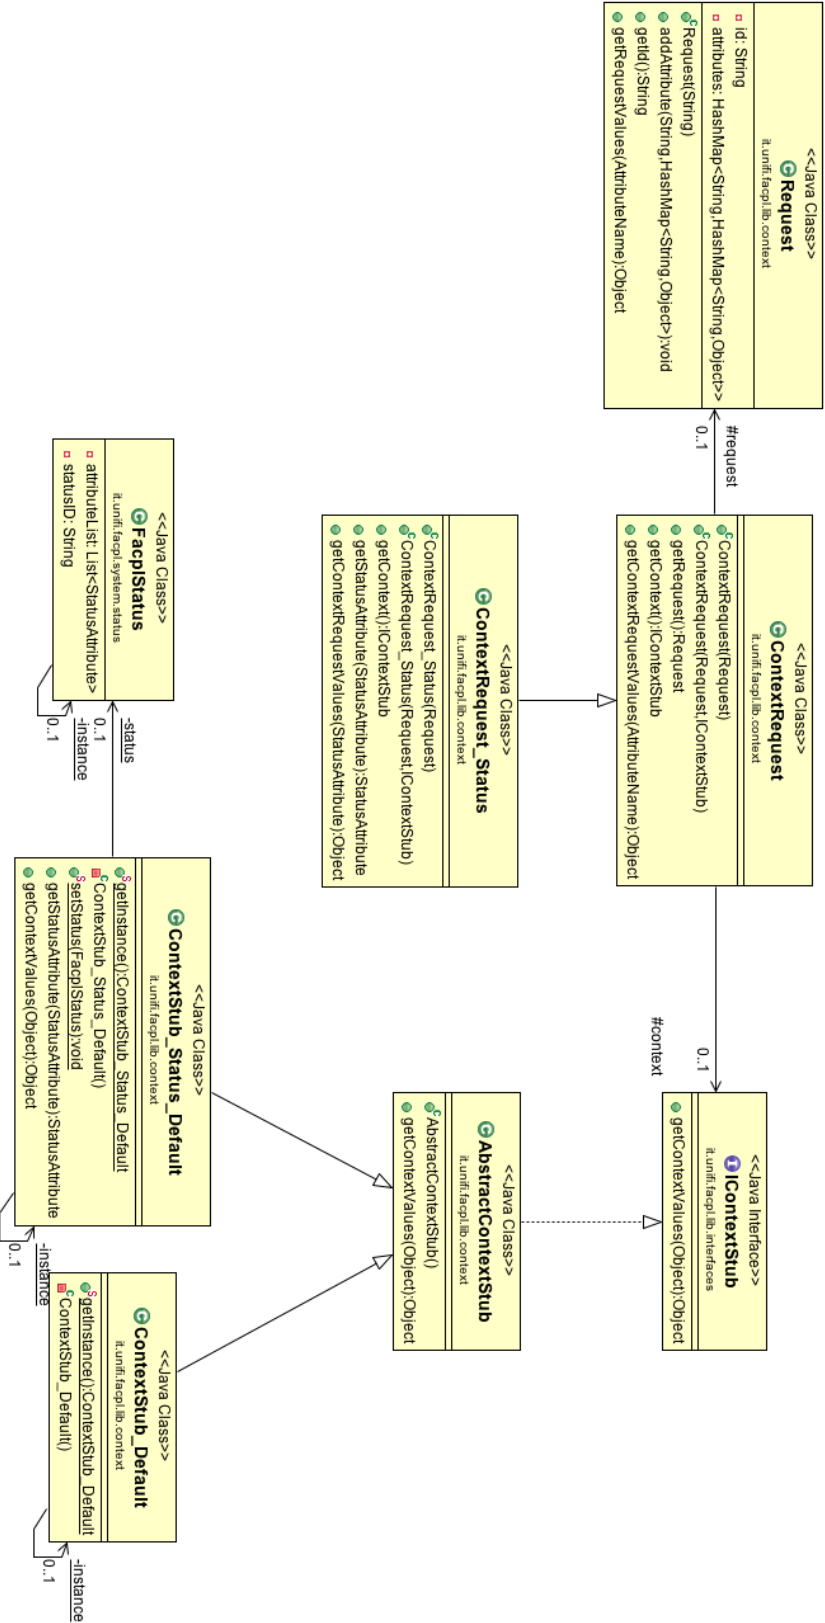 <<Java Class>>
Request
it.unifi.facpl.lib.context
id: String
attributes: HashMap<String,HashMap<String,Object>>
Request(String)
addAttribute(String,HashMap<String,Object>):void
getId():String
getRequestValues(AttributeName):Object
#request
0..1
<<Java Class>>
ContextRequest
it.unifi.facpl.lib.context
ContextRequest(Request)
ContextRequest(Request,IContextStub)
getRequest():Request
getContext():IContextStub
getContextRequestValues(AttributeName):Object
0..1
#context
<<Java Interface>>
IContextStub
it.unifi.facpl.lib.interfaces
getContextValues(Object):Object
<<Java Class>>
ContextRequest_Status
it.unifi.facpl.lib.context
ContextRequest_Status(Request)
ContextRequest_Status(Request,IContextStub)
getContext():IContextStub
getStatusAttribute(StatusAttribute):StatusAttribute
getContextRequestValues(StatusAttribute):Object
<<Java Class>>
AbstractContextStub
it.unifi.facpl.lib.context
AbstractContextStub()
getContextValues(Object):Object
<<Java Class>>
FacplStatus
it.unifi.facpl.system.status
attributeList: List<StatusAttribute>
statusID: String
-status
0..1
-instance
0..1
<<Java Class>>
ContextStub_Status_Default
it.unifi.facpl.lib.context
getInstance():ContextStub_Status_Default
ContextStub_Status_Default()
setStatus(FacplStatus):void
getStatusAttribute(StatusAttribute):StatusAttribute
getContextValues(Object):Object
-instance
0..1
<<Java Class>>
ContextStub_Default
it.unifi.facpl.lib.context
getInstance():ContextStub_Default
ContextStub_Default()
-instance
0..1